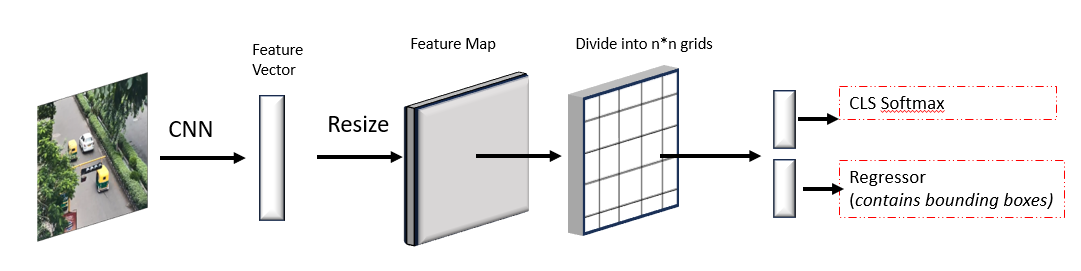 CNN
Feature
Vector
Resize
Feature Map
Divide into n*n grids
CLS Softmax
Regressor
(contains bounding boxes)